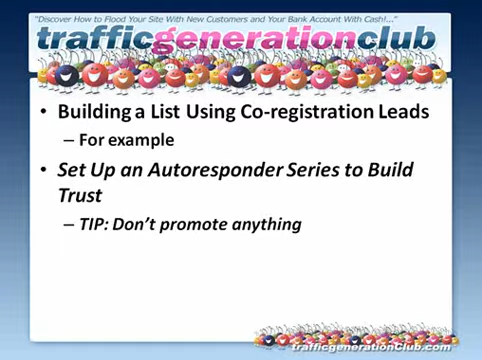 "Discover How to Flood Your Site With New Customers and Your Bank Account With Cash!..."
trafficgenerationclub
• Building a List Using Co-registration Leads
– For example
• Set Up an Autoresponder Series to Build
Trust
– TIP: Don't promote anything
trafficgenerationClub.com